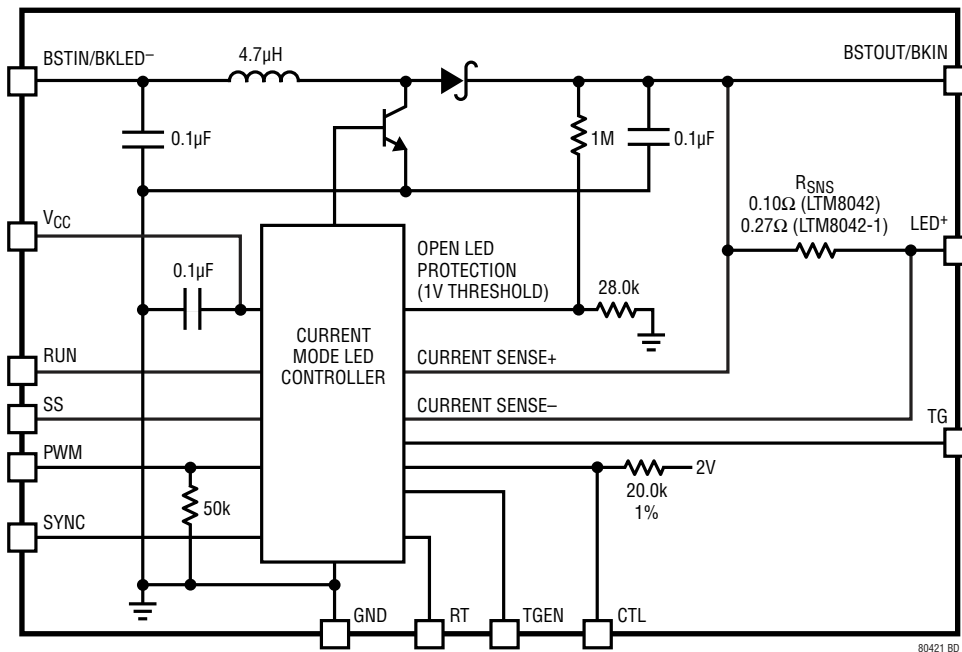 BSTIN/BKLED–
4.7µH
BSTOUT/BKIN
0.1µF
1M
0.1µF
RSNS
0.10Ω (LTM8042)
0.27Ω (LTM8042-1)
LED+
VCC
0.1µF
OPEN LED
PROTECTION
(1V THRESHOLD)
28.0k
CURRENT
MODE LED
CONTROLLER
RUN
CURRENT SENSE+
SS
CURRENT SENSE–
TG
PWM
2V
20.0k
1%
50k
SYNC
GND
RT
TGEN
CTL
80421 BD